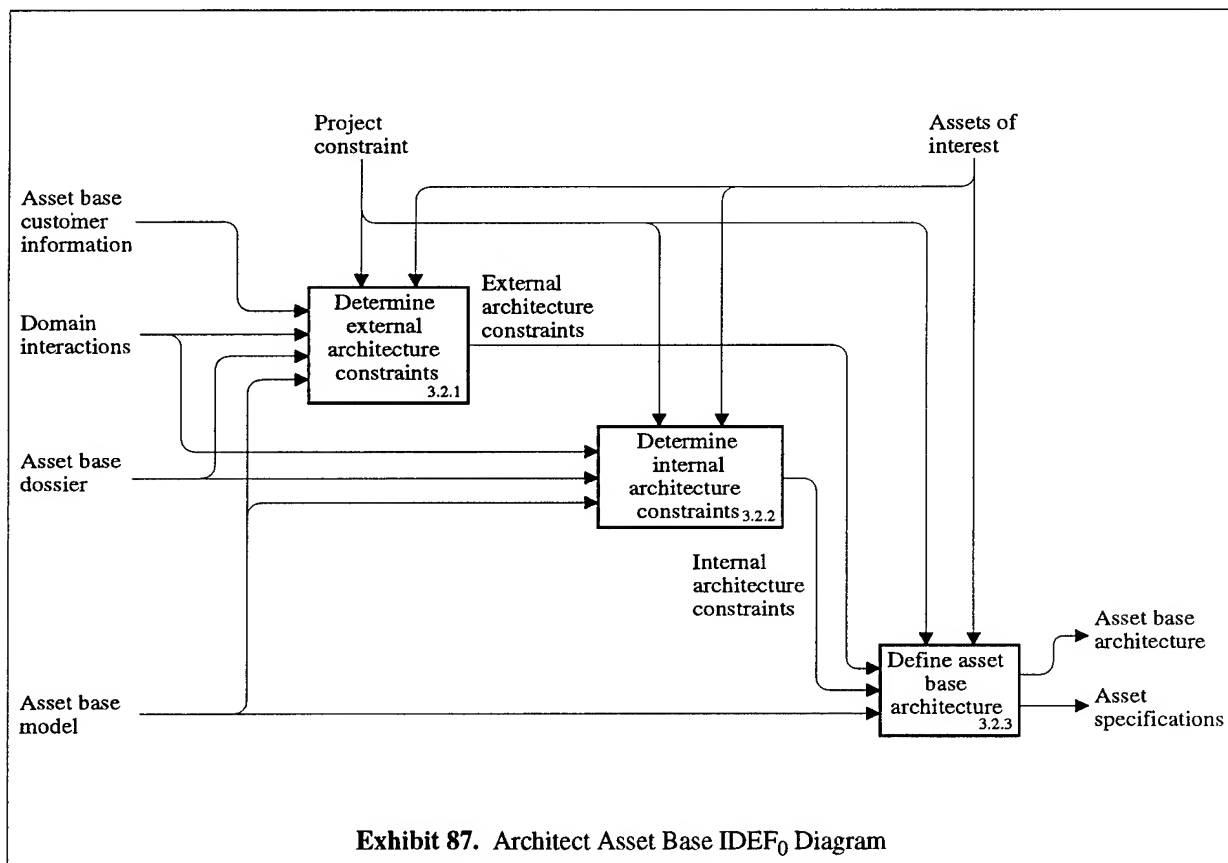 Project
constraint
Assets of
interest
Asset base
customer
information
Domain
interactions
Asset base
dossier
Asset base
model
Determine
external
architecture
constraints
3.2.1
External
architecture
constraints
Determine
internal
architecture
constraints 3.2.2
Internal
architecture
constraints
Define asset
base
architecture
3.2.3
Asset base
architecture
Asset
specifications
Exhibit 87. Architect Asset Base IDEF0 Diagram